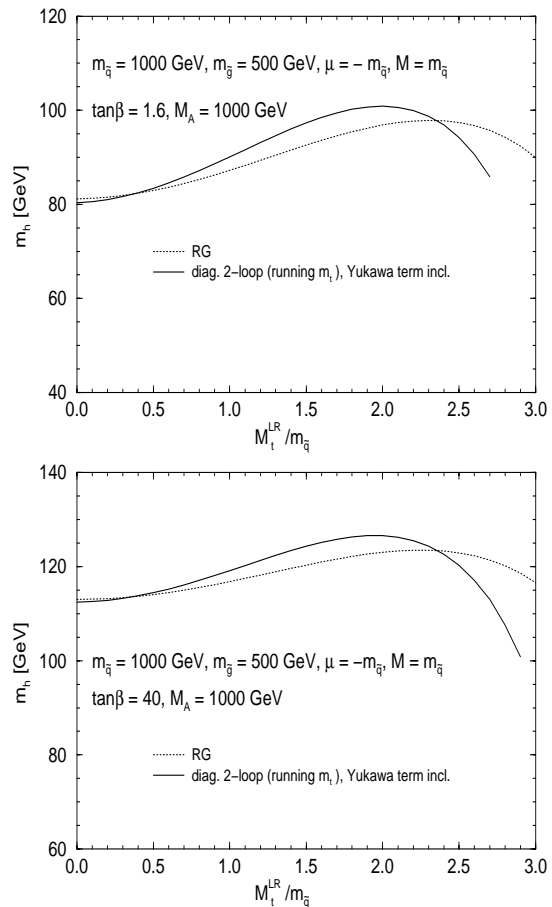 120
100
80
60
40
m_h [GeV]
m_q̃ = 1000 GeV, m_g̃ = 500 GeV, μ = − m_q̃, M = m_q̃
tanβ = 1.6, M_A = 1000 GeV
RG
diag. 2−loop (running m_t ), Yukawa term incl.
0.0 0.5 1.0 1.5 2.0 2.5 3.0
M_t^LR /m_q̃
140
120
100
80
60
m_h [GeV]
m_q̃ = 1000 GeV, m_g̃ = 500 GeV, μ = −m_q̃, M = m_q̃
tanβ = 40, M_A = 1000 GeV
RG
diag. 2−loop (running m_t ), Yukawa term incl.
0.0 0.5 1.0 1.5 2.0 2.5 3.0
M_t^LR /m_q̃